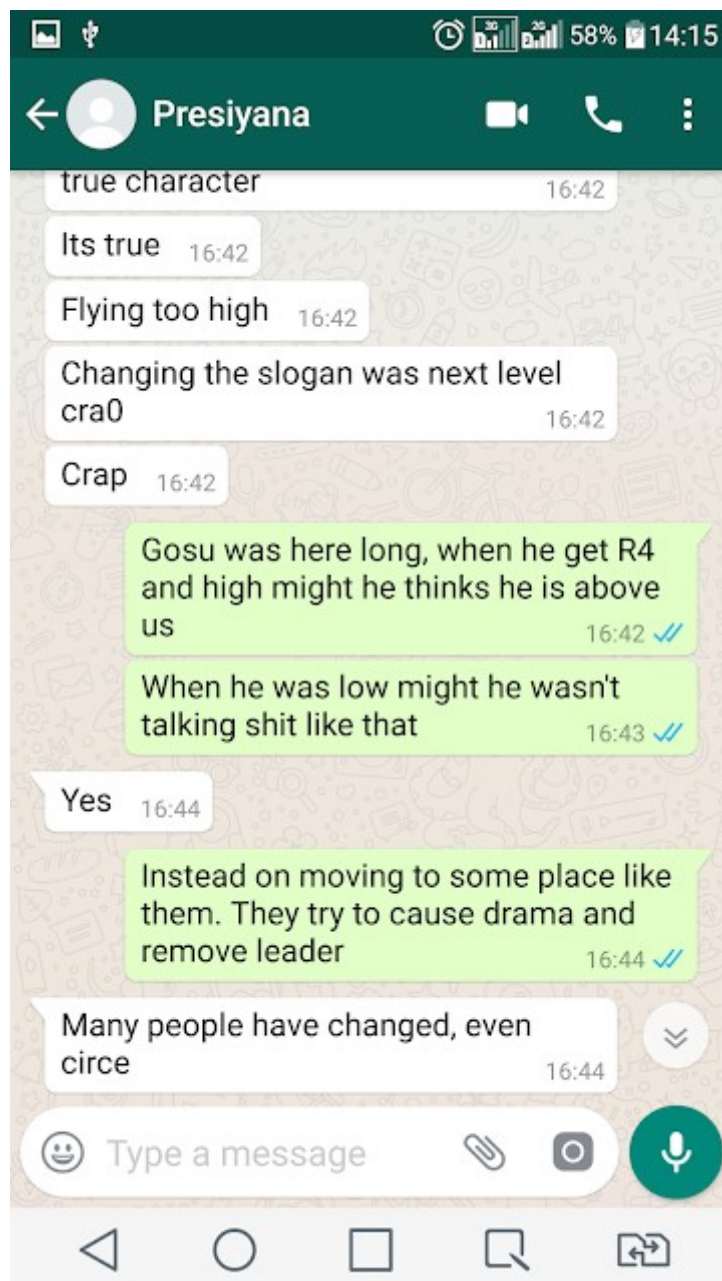 58% 14:15
Presiyana
true character
16:42
Its true 16:42
Flying too high 16:42
Changing the slogan was next level
cra0
16:42
Crap 16:42
Gosu was here long, when he get R4
and high might he thinks he is above
us
16:42
When he was low might he wasn't
talking shit like that
16:43
Yes 16:44
Instead on moving to some place like
them. They try to cause drama and
remove leader
16:44
Many people have changed, even
circe
16:44
Type a message